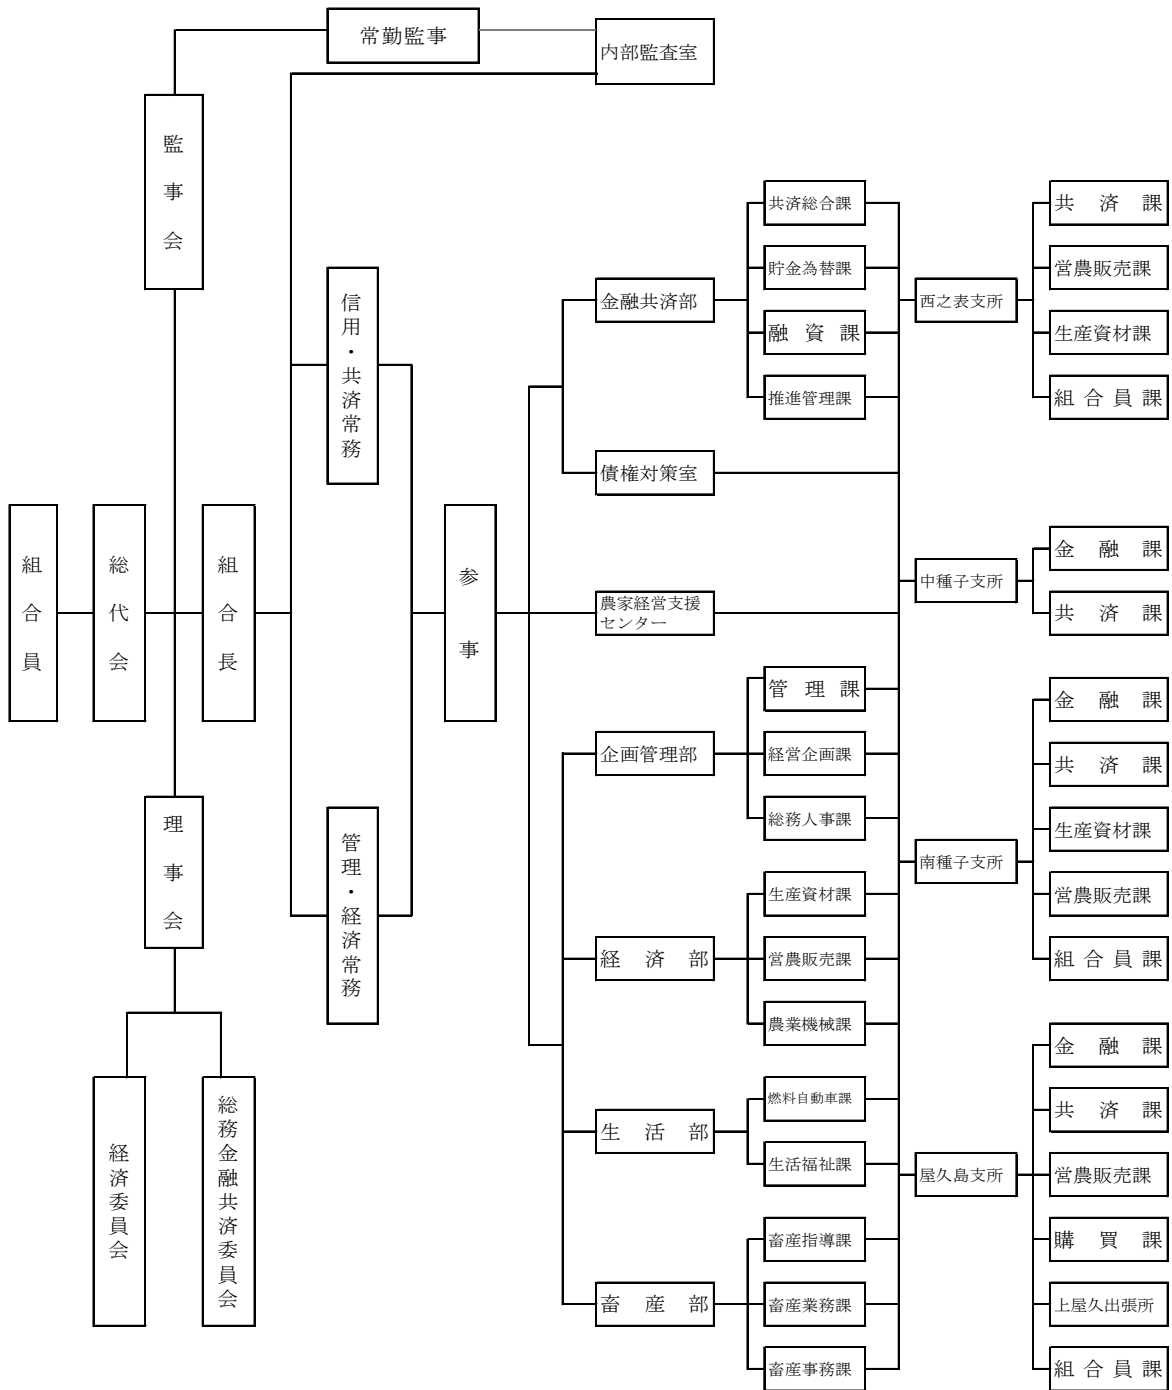 常勤監事
内部監査室
監事会
共済総合課
共済課
貯金為替課
営農販売課
信用・共済常務
金融共済部
西之表支所
融資課
生産資材課
推進管理課
組合員課
債権対策室
組合員
総代会
組合長
参事
金融課
中種子支所
農家経営支援
センター
共済課
管理課
金融課
企画管理部
経営企画課
共済課
理事会
管理・経済常務
総務人事課
生産資材課
南種子支所
生産資材課
営農販売課
経済部
営農販売課
組合員課
農業機械課
金融課
経済委員会
総務金融共済委員会
燃料自動車課
共済課
生活部
生活福祉課
屋久島支所
営農販売課
畜産指導課
購買課
畜産部
畜産業務課
上屋久出張所
畜産事務課
組合員課